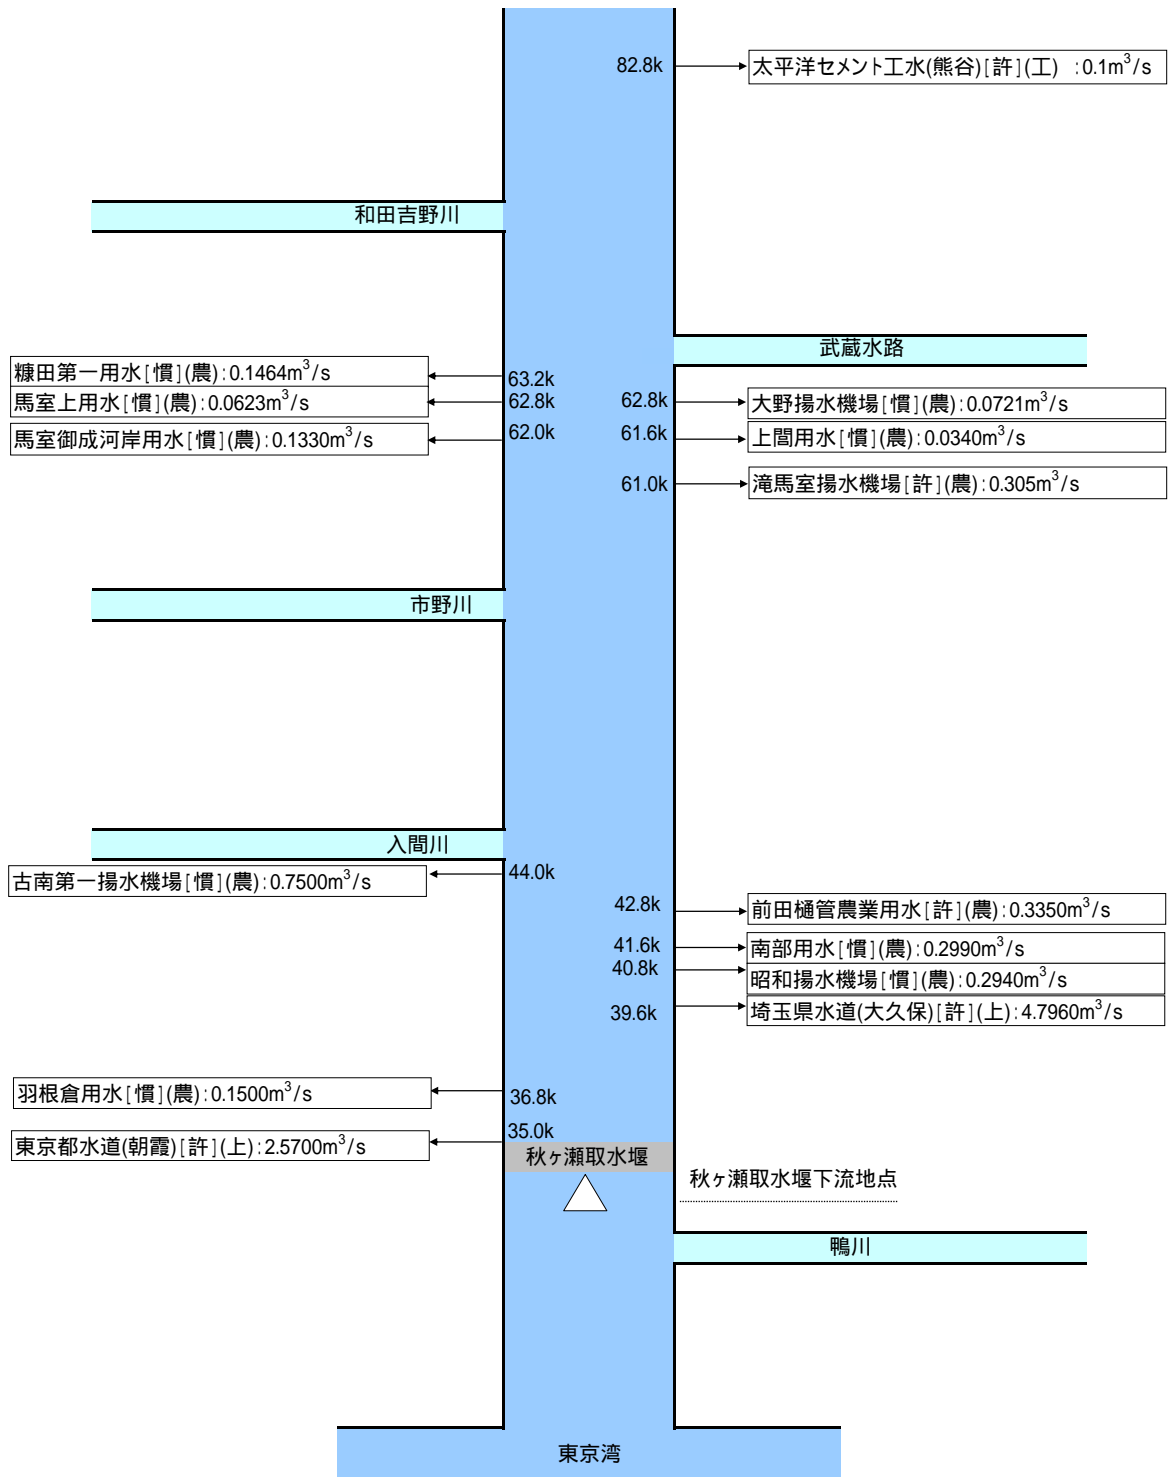 82.8k
太平洋セメント工水(熊谷)[許](工) :0.1m³/s
和田吉野川
武蔵水路
糠田第一用水[慣](農):0.1464m³/s
63.2k
馬室上用水[慣](農):0.0623m³/s
62.8k
62.8k
大野揚水機場[慣](農):0.0721m³/s
馬室御成河岸用水[慣](農):0.1330m³/s
62.0k
61.6k
上閭用水[慣](農):0.0340m³/s
61.0k
滝馬室揚水機場[許](農):0.305m³/s
市野川
入間川
古南第一揚水機場[慣](農):0.7500m³/s
44.0k
42.8k
前田樋管農業用水[許](農):0.3350m³/s
41.6k
南部用水[慣](農):0.2990m³/s
40.8k
昭和揚水機場[慣](農):0.2940m³/s
39.6k
埼玉県水道(大久保)[許](上):4.7960m³/s
羽根倉用水[慣](農):0.1500m³/s
36.8k
東京都水道(朝霞)[許](上):2.5700m³/s
35.0k
秋ヶ瀬取水堰
秋ヶ瀬取水堰下流地点
鴨川
東京湾